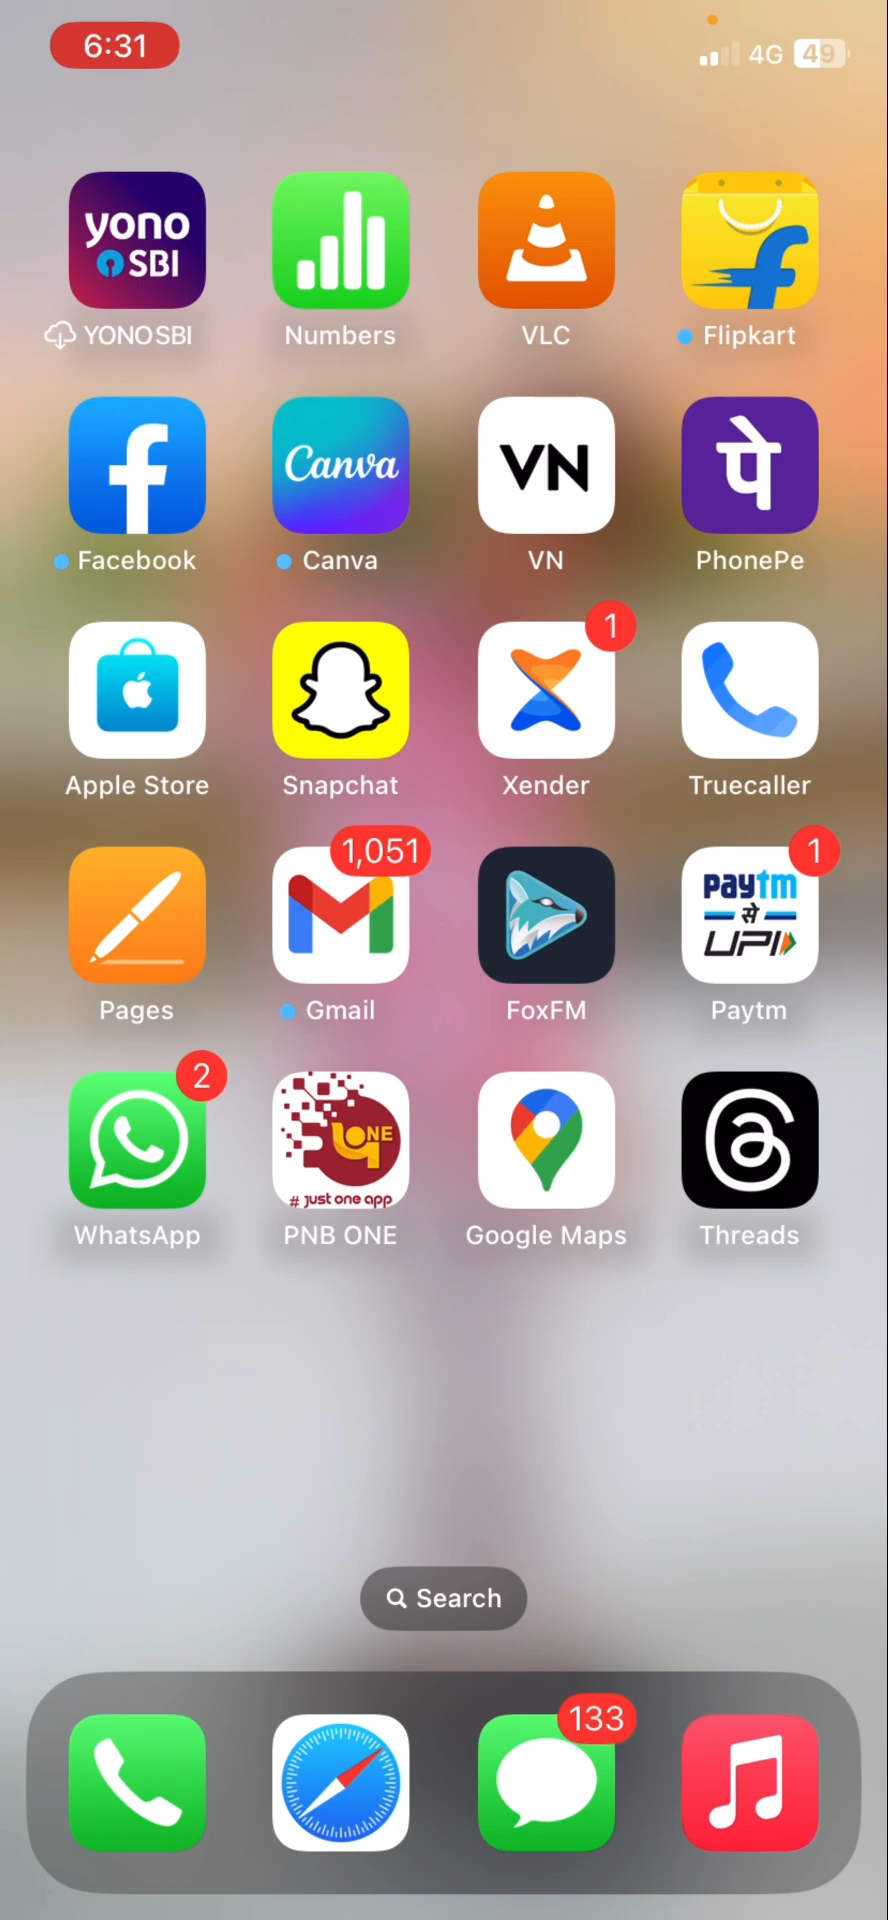 6:31
4G 49
yono
SBI
YONO SBI
Numbers
VLC
Flipkart
Canva
VN
पे
Facebook
Canva
VN
PhonePe
1
Apple Store
Snapchat
Xender
Truecaller
1,051
1
paytm
से
UPI
Pages
Gmail
FoxFM
Paytm
2
ONE
# just one app
WhatsApp
PNB ONE
Google Maps
Threads
Search
133